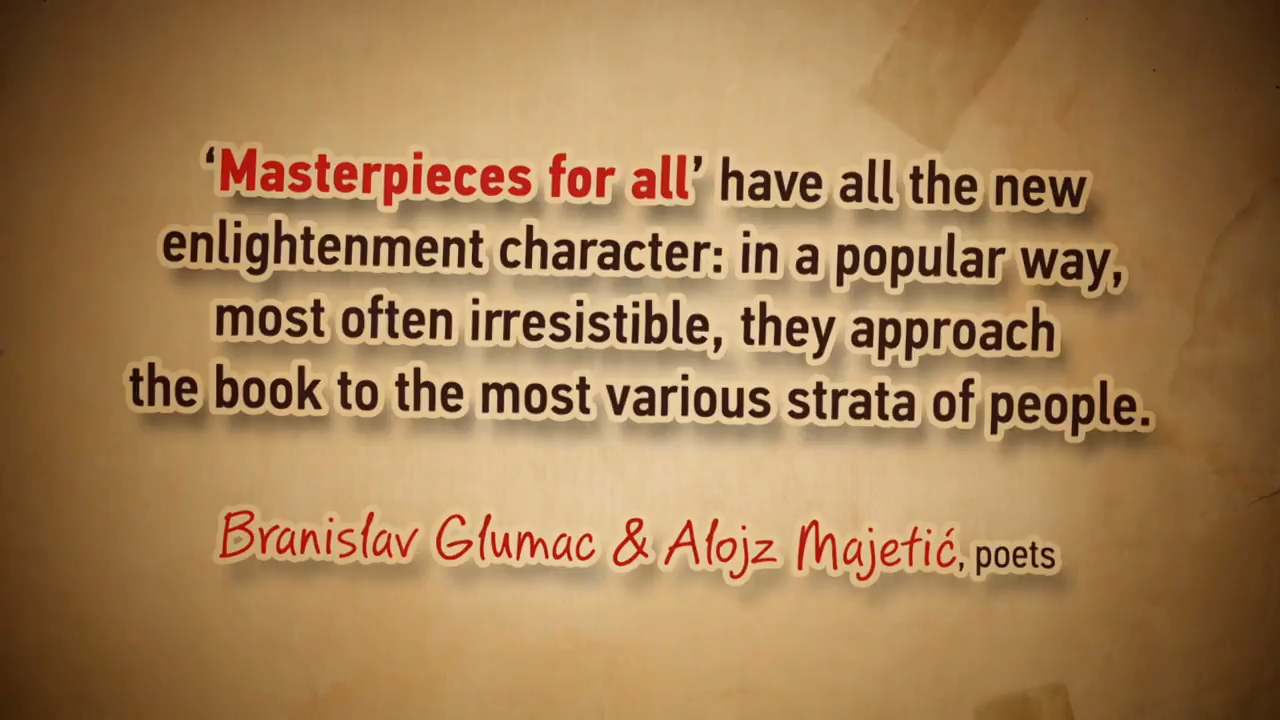 ‘Masterpieces for all’ have all the new
enlightenment character: in a popular way,
most often irresistible, they approach
the book to the most various strata of people.
Branislav Glumac & Alojz Majetić, poets